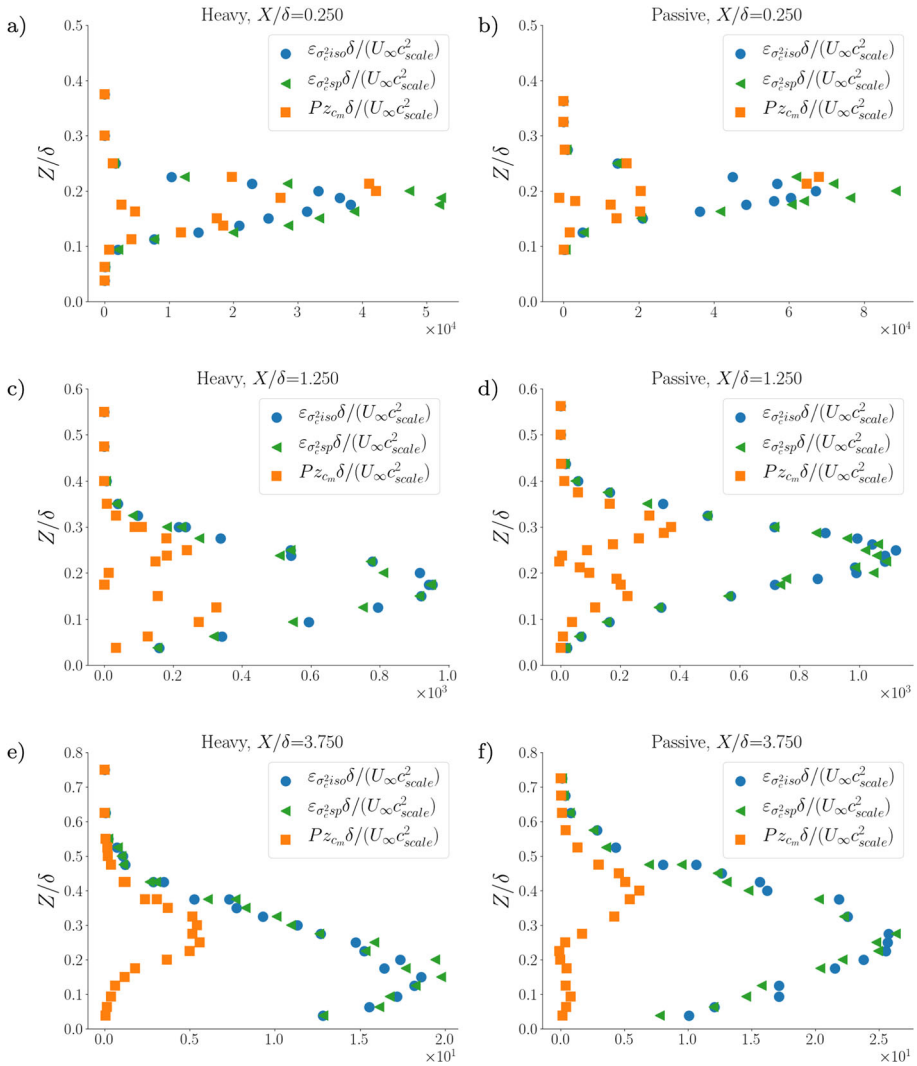 a)
Heavy, X/δ=0.250
Z/δ
0.5
0.4
0.3
0.2
0.1
0.0
ε_{σ_c^2 iso}δ/(U_∞c_{scale}^2)
ε_{σ_c^2 sp}δ/(U_∞c_{scale}^2)
Pz_{c_m}δ/(U_∞c_{scale}^2)
0 1 2 3 4 5
×10^4
b)
Passive, X/δ=0.250
Z/δ
0.5
0.4
0.3
0.2
0.1
0.0
ε_{σ_c^2 iso}δ/(U_∞c_{scale}^2)
ε_{σ_c^2 sp}δ/(U_∞c_{scale}^2)
Pz_{c_m}δ/(U_∞c_{scale}^2)
0 2 4 6 8
×10^4
c)
Heavy, X/δ=1.250
Z/δ
0.6
0.5
0.4
0.3
0.2
0.1
0.0
ε_{σ_c^2 iso}δ/(U_∞c_{scale}^2)
ε_{σ_c^2 sp}δ/(U_∞c_{scale}^2)
Pz_{c_m}δ/(U_∞c_{scale}^2)
0.0 0.2 0.4 0.6 0.8 1.0
×10^3
d)
Passive, X/δ=1.250
Z/δ
0.6
0.5
0.4
0.3
0.2
0.1
0.0
ε_{σ_c^2 iso}δ/(U_∞c_{scale}^2)
ε_{σ_c^2 sp}δ/(U_∞c_{scale}^2)
Pz_{c_m}δ/(U_∞c_{scale}^2)
0.0 0.2 0.4 0.6 0.8 1.0
×10^3
e)
Heavy, X/δ=3.750
Z/δ
0.8
0.7
0.6
0.5
0.4
0.3
0.2
0.1
0.0
ε_{σ_c^2 iso}δ/(U_∞c_{scale}^2)
ε_{σ_c^2 sp}δ/(U_∞c_{scale}^2)
Pz_{c_m}δ/(U_∞c_{scale}^2)
0.0 0.5 1.0 1.5 2.0
×10^1
f)
Passive, X/δ=3.750
Z/δ
0.8
0.7
0.6
0.5
0.4
0.3
0.2
0.1
0.0
ε_{σ_c^2 iso}δ/(U_∞c_{scale}^2)
ε_{σ_c^2 sp}δ/(U_∞c_{scale}^2)
Pz_{c_m}δ/(U_∞c_{scale}^2)
0.0 0.5 1.0 1.5 2.0 2.5
×10^1